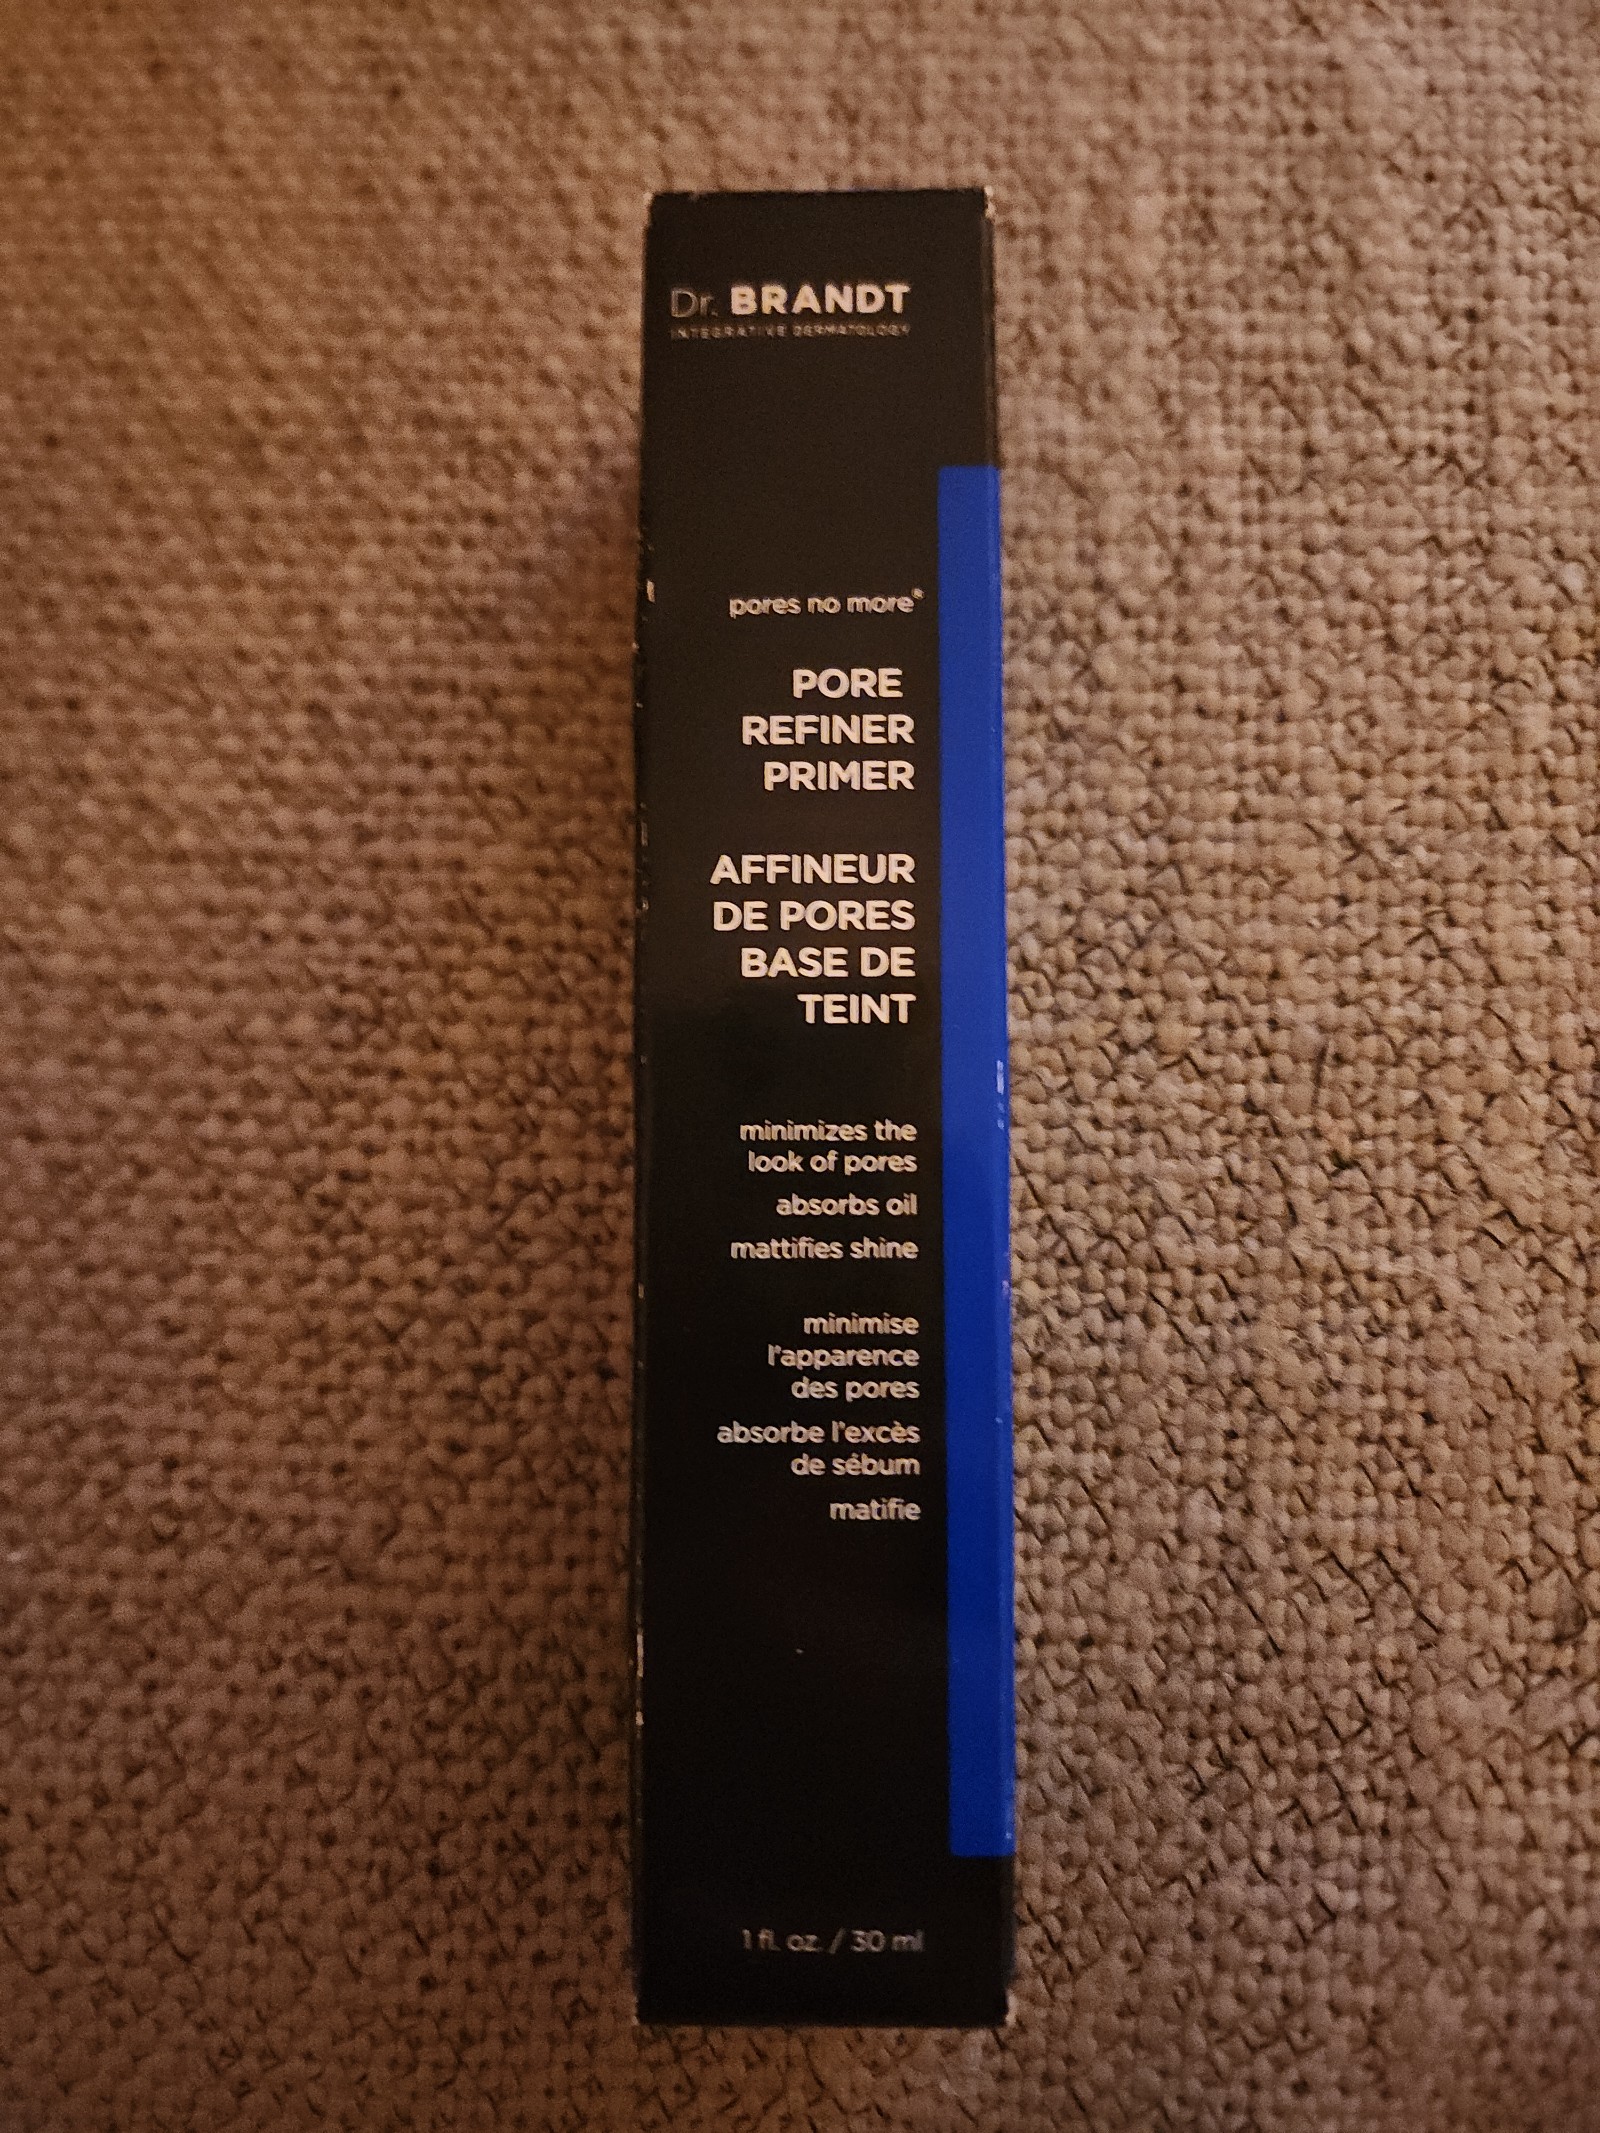 Dr. BRANDT
INTEGRATIVE DERMATOLOGY
pores no more®
PORE
REFINER
PRIMER
AFFINEUR
DE PORES
BASE DE
TEINT
minimizes the
look of pores
absorbs oil
mattifies shine
minimise
l'apparence
des pores
absorbe l'excès
de sébum
matifie
1 fl. oz. / 30 ml